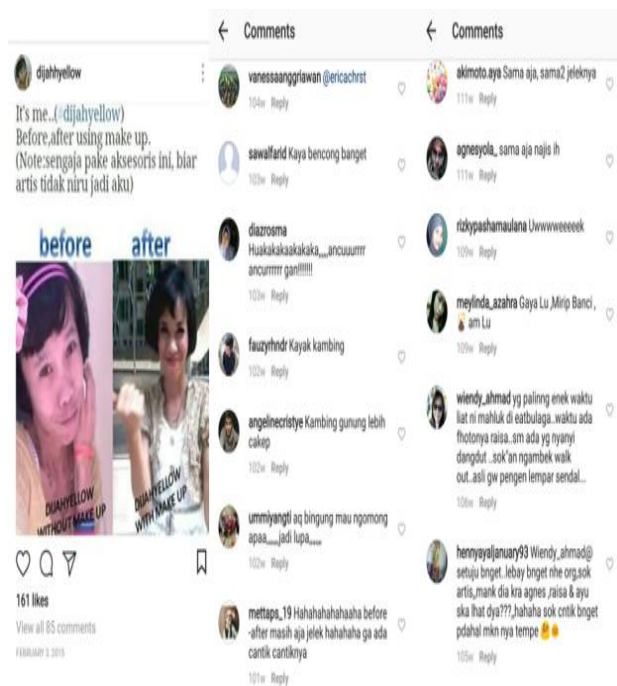 dijahhyellow
It's me..(#dijahyellow)
Before,after using make up.
(Note:sengaja pake aksesoris ini, biar
artis tidak niru jadi aku)
before after
DIJAHYELLOW
WITHOUT MAKE UP
DIJAHYELLOW
WITH MAKE UP
161 likes
View all 85 comments
FEBRUARY 3, 2015
Comments
vanessaanggriawan @ericachrst
104w Reply
sawalfarid Kaya bencong banget
103w Reply
diazrosma
Huakakakaakakaka,,,,ancuuurrrr
ancurrrrrr gan!!!!!!!
103w Reply
fauzyrhndr Kayak kambing
102w Reply
angelinecristye Kambing gunung lebih
cakep
102w Reply
ummiyangti aq bingung mau ngomong
apaa,,,,,,jadi lupa,,,,,
102w Reply
mettaps_19 Hahahahahahaaha before
-after masih aja jelek hahahaha ga ada
cantik cantiknya
101w Reply
Comments
akimoto.aya Sama aja, sama2 jeleknya
111w Reply
agnesyola_ sama aja najis ih
111w Reply
rizkypashamaulana Uwwwweeeeek
109w Reply
meylinda_azahra Gaya Lu ,Mirip Banci ,
am Lu
109w Reply
wiendy_ahmad yg palinng enek waktu
liat ni mahluk di eatbulaga..waktu ada
fhotonya raisa..sm ada yg nyanyi
dangdut ..sok"an ngambek walk
out..asli gw pengen lempar sendal...
106w Reply
hennyayaljanuary93 Wiendy_ahmad@
setuju bnget..lebay bnget nhe org,sok
artis,mank dia kra agnes ,raisa & ayu
ska lhat dya???,hahaha sok cntik bnget
pdahal mkn nya tempe
105w Reply